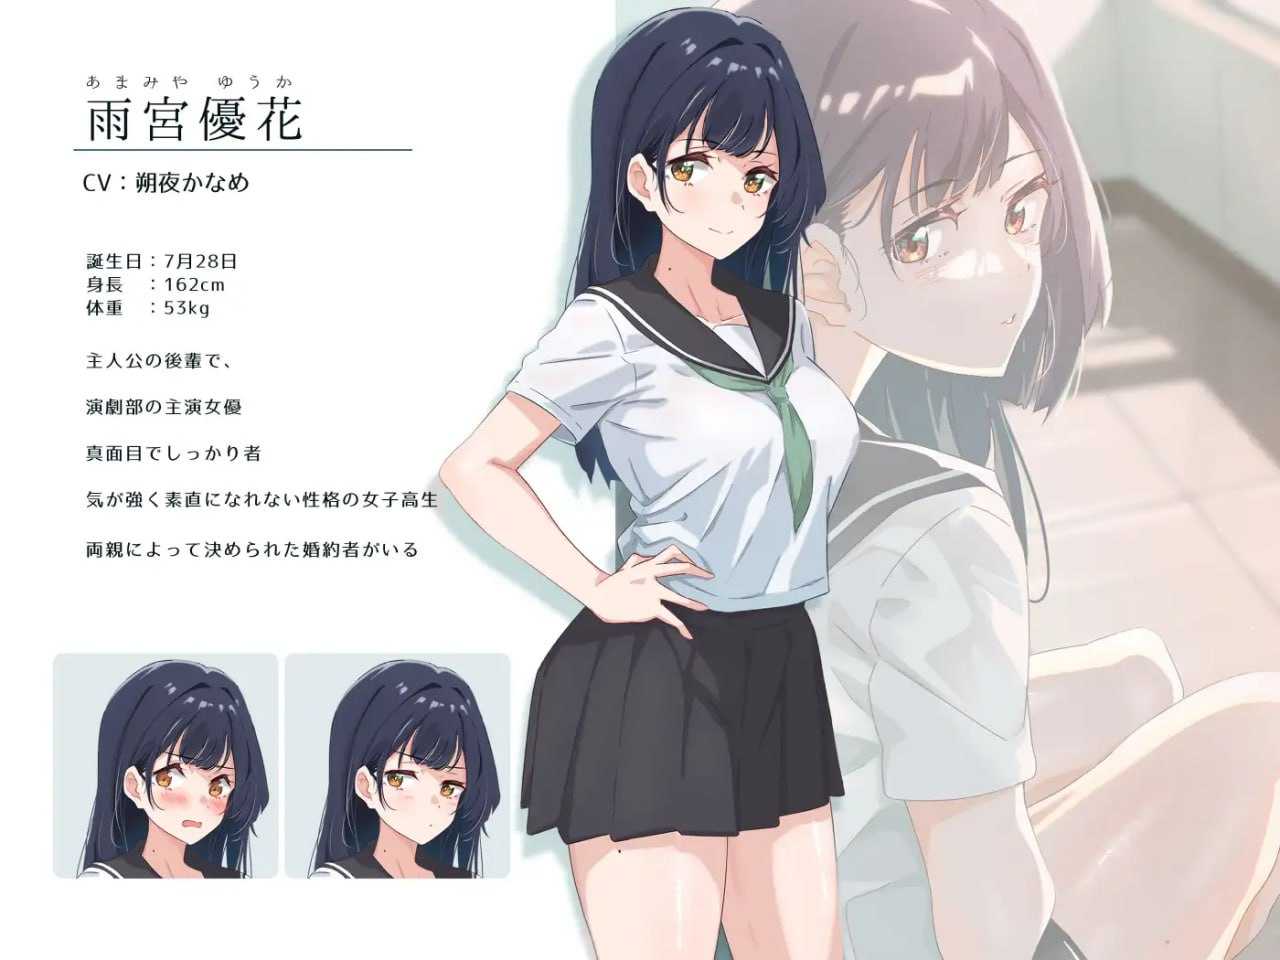 あまみや ゆうか
雨宮優花
CV：朔夜かなめ
誕生日：7月28日
身長　：162cm
体重　：53kg
主人公の後輩で、
演劇部の主演女優
真面目でしっかり者
気が強く素直になれない性格の女子高生
両親によって決められた婚約者がいる